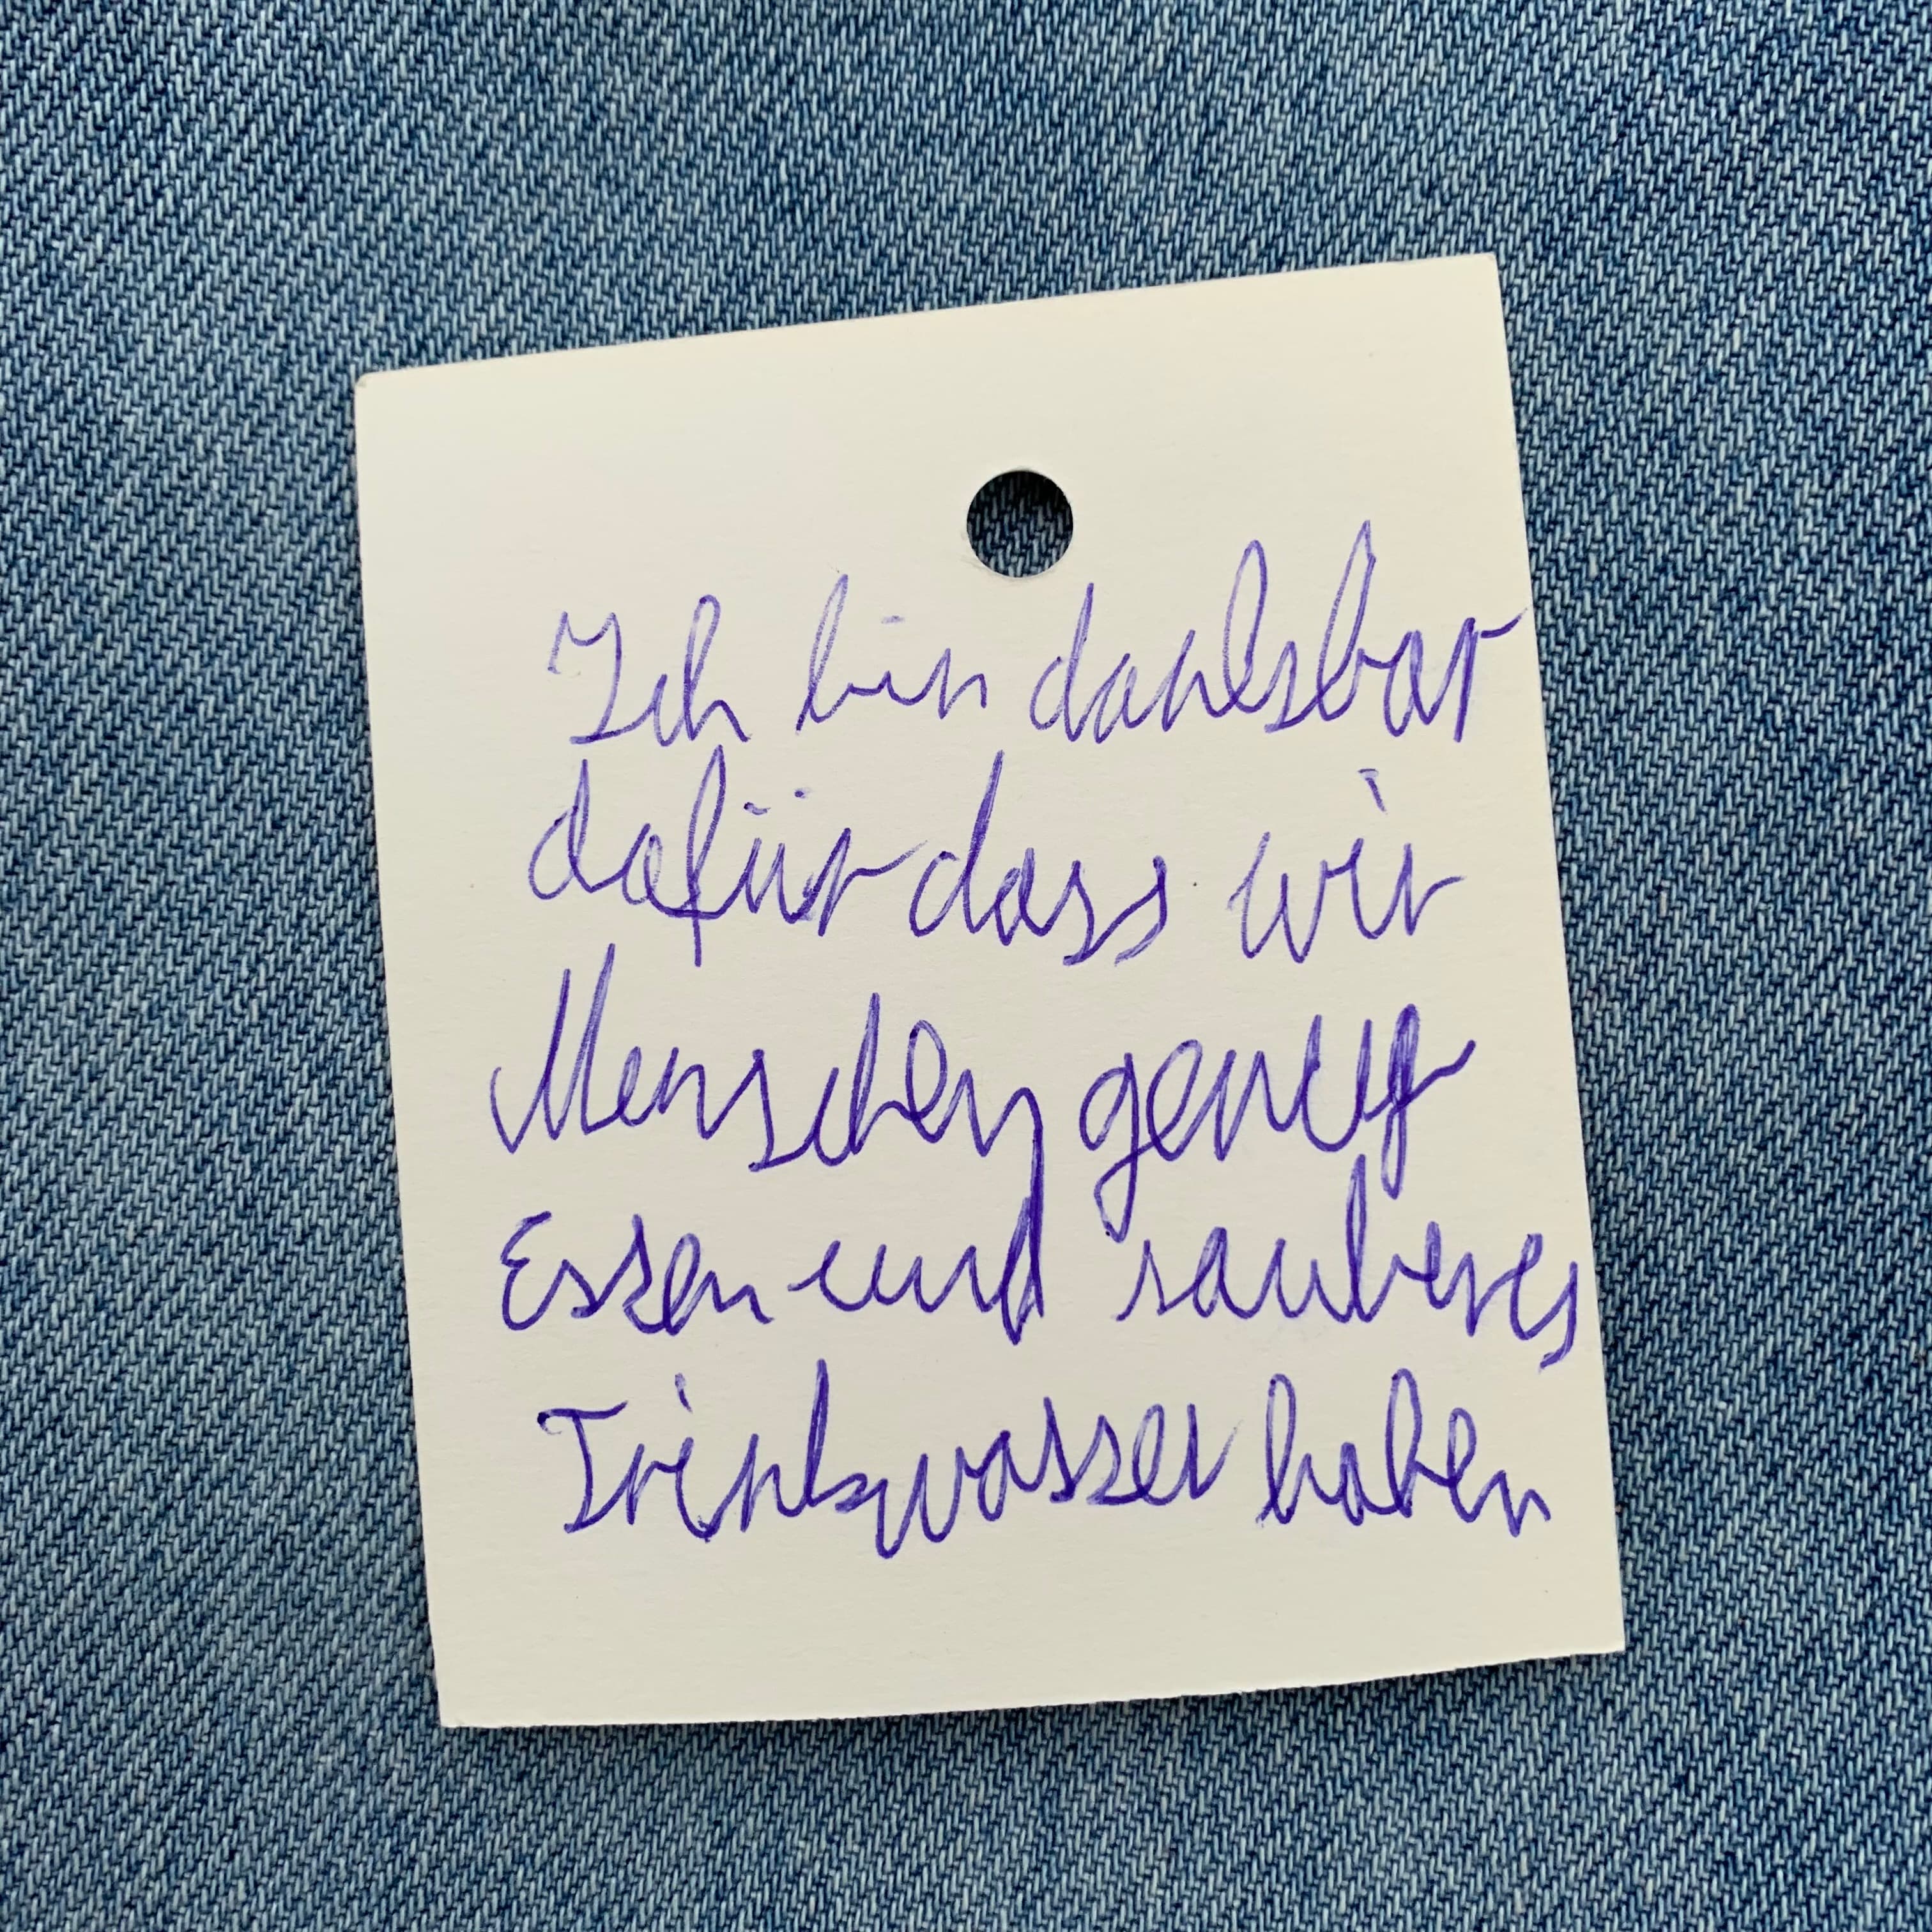 Ich bin dankbar
dafür dass wir
Menschen genug
Essen und sauberes
Trinkwasser haben